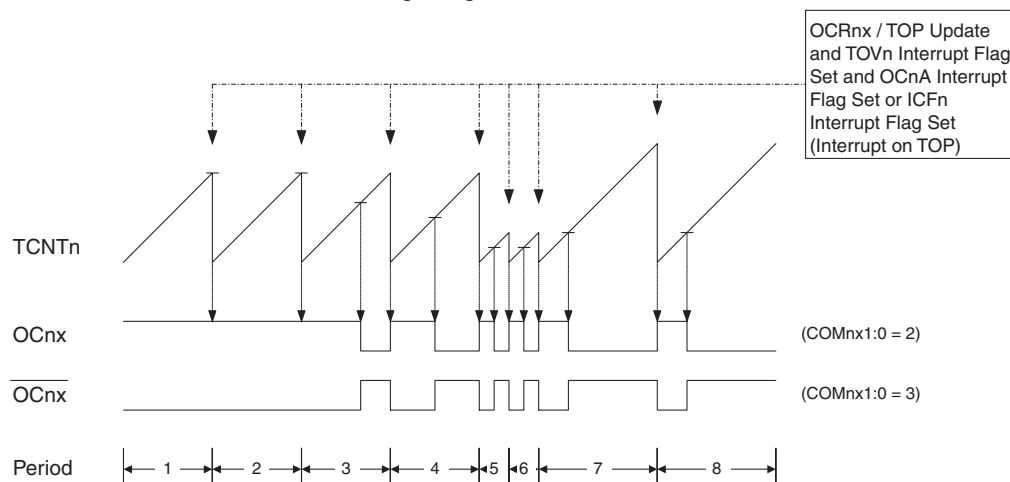 OCRnx / TOP Update
and TOVn Interrupt Flag
Set and OCnA Interrupt
Flag Set or ICFn
Interrupt Flag Set
(Interrupt on TOP)
TCNTn
OCnx
(COMnx1:0 = 2)
OCnx
(COMnx1:0 = 3)
Period
1 2 3 4 5 6 7 8